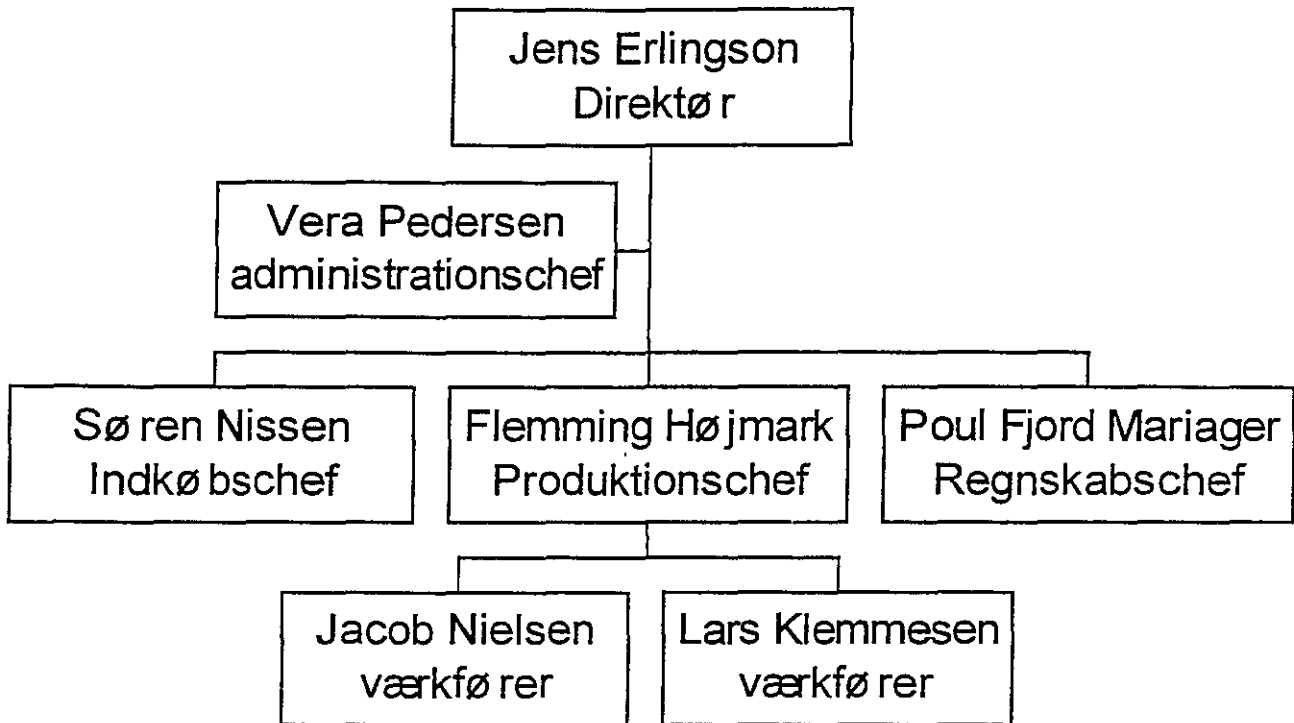 Jens Erlingson
Direktør
Vera Pedersen
administrationschef
Søren Nissen
Indkøbschef
Flemming Højmark
Produktionschef
Poul Fjord Mariager
Regnskabschef
Jacob Nielsen
værkfører
Lars Klemmesen
værkfører